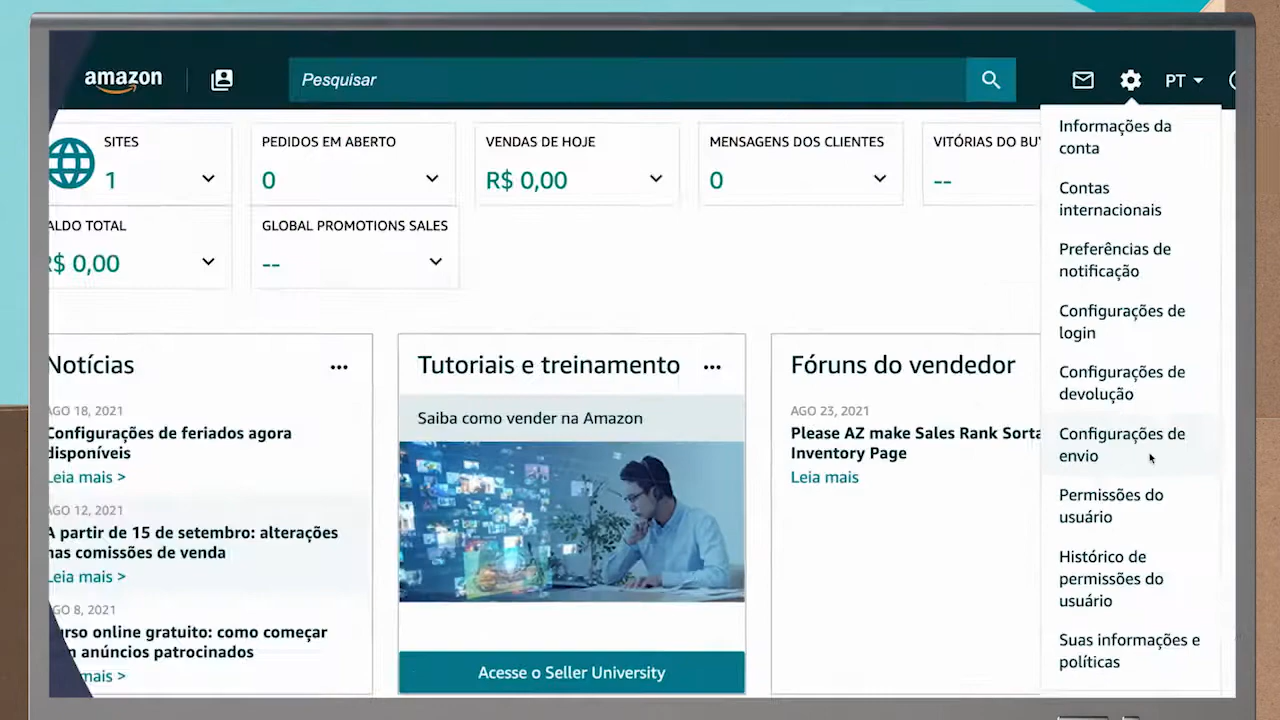 amazon
Pesquisar
PT
SITES
1
PEDIDOS EM ABERTO
0
VENDAS DE HOJE
R$ 0,00
MENSAGENS DOS CLIENTES
0
VITÓRIAS DO BU
--
ALDO TOTAL
R$ 0,00
GLOBAL PROMOTIONS SALES
--
Notícias
AGO 18, 2021
Configurações de feriados agora
disponíveis
Leia mais >
AGO 12, 2021
A partir de 15 de setembro: alterações
nas comissões de venda
Leia mais >
GO 8, 2021
urso online gratuito: como começar
anúncios patrocinados
mais >
Tutoriais e treinamento
Saiba como vender na Amazon
Acesse o Seller University
Fóruns do vendedor
AGO 23, 2021
Please AZ make Sales Rank Sorta
Inventory Page
Leia mais
Informações da
conta
Contas
internacionais
Preferências de
notificação
Configurações de
login
Configurações de
devolução
Configurações de
envio
Permissões do
usuário
Histórico de
permissões do
usuário
Suas informações e
políticas